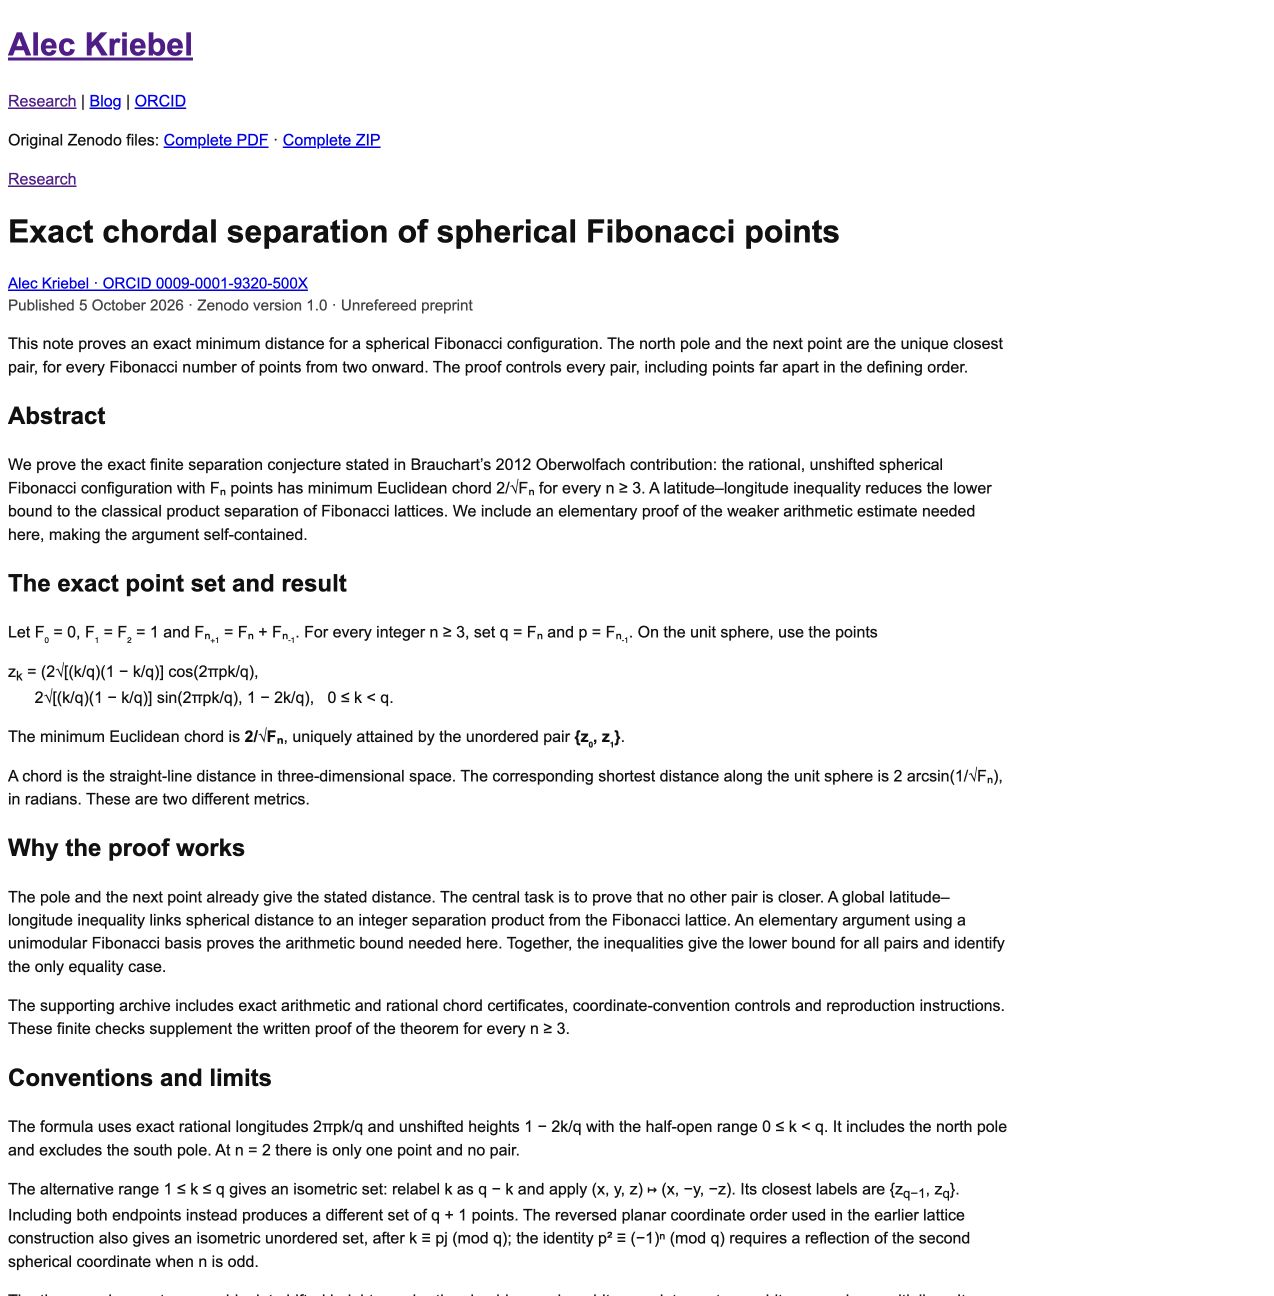 Alec Kriebel
Research | Blog | ORCID
Original Zenodo files: Complete PDF · Complete ZIP
Research
Exact chordal separation of spherical Fibonacci points
Alec Kriebel · ORCID 0009-0001-9320-500X
Published 5 October 2026 · Zenodo version 1.0 · Unrefereed preprint
This note proves an exact minimum distance for a spherical Fibonacci configuration. The north pole and the next point are the unique closest
pair, for every Fibonacci number of points from two onward. The proof controls every pair, including points far apart in the defining order.
Abstract
We prove the exact finite separation conjecture stated in Brauchart’s 2012 Oberwolfach contribution: the rational, unshifted spherical
Fibonacci configuration with Fₙ points has minimum Euclidean chord 2/√Fₙ for every n ≥ 3. A latitude–longitude inequality reduces the lower
bound to the classical product separation of Fibonacci lattices. We include an elementary proof of the weaker arithmetic estimate needed
here, making the argument self-contained.
The exact point set and result
Let F₀ = 0, F₁ = F₂ = 1 and Fₙ₊₁ = Fₙ + Fₙ₋₁. For every integer n ≥ 3, set q = Fₙ and p = Fₙ₋₁. On the unit sphere, use the points
zₖ = (2√[(k/q)(1 − k/q)] cos(2πpk/q),
2√[(k/q)(1 − k/q)] sin(2πpk/q), 1 − 2k/q), 0 ≤ k < q.
The minimum Euclidean chord is 2/√Fₙ, uniquely attained by the unordered pair {z₀, z₁}.
A chord is the straight-line distance in three-dimensional space. The corresponding shortest distance along the unit sphere is 2 arcsin(1/√Fₙ),
in radians. These are two different metrics.
Why the proof works
The pole and the next point already give the stated distance. The central task is to prove that no other pair is closer. A global latitude–
longitude inequality links spherical distance to an integer separation product from the Fibonacci lattice. An elementary argument using a
unimodular Fibonacci basis proves the arithmetic bound needed here. Together, the inequalities give the lower bound for all pairs and identify
the only equality case.
The supporting archive includes exact arithmetic and rational chord certificates, coordinate-convention controls and reproduction instructions.
These finite checks supplement the written proof of the theorem for every n ≥ 3.
Conventions and limits
The formula uses exact rational longitudes 2πpk/q and unshifted heights 1 − 2k/q with the half-open range 0 ≤ k < q. It includes the north pole
and excludes the south pole. At n = 2 there is only one point and no pair.
The alternative range 1 ≤ k ≤ q gives an isometric set: relabel k as q − k and apply (x, y, z) ↦ (x, −y, −z). Its closest labels are {z_{q−1}, z_q}.
Including both endpoints instead produces a different set of q + 1 points. The reversed planar coordinate order used in the earlier lattice
construction also gives an isometric unordered set, after k ≡ pj (mod q); the identity p² ≡ (−1)ⁿ (mod q) requires a reflection of the second
spherical coordinate when n is odd.